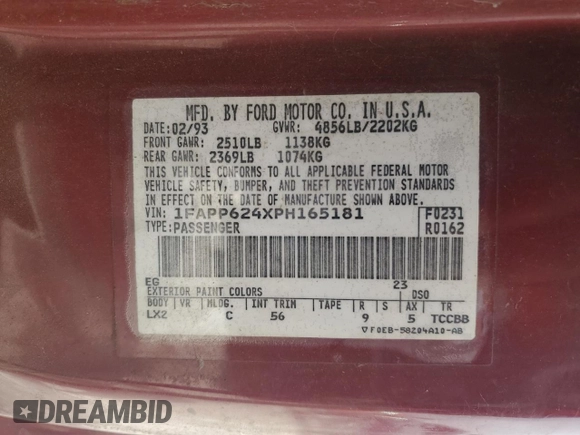 MFD. BY FORD MOTOR CO. IN U.S.A.
DATE: 02/93 GVWR: 4856LB/2202KG
FRONT GAWR: 2510LB 1138KG
REAR GAWR: 2369LB 1074KG
THIS VEHICLE CONFORMS TO ALL APPLICABLE FEDERAL MOTOR
VEHICLE SAFETY, BUMPER, AND THEFT PREVENTION STANDARDS
IN EFFECT ON THE DATE OF MANUFACTURE SHOWN ABOVE.
VIN: 1FAPP624XPH165181 F0231
TYPE: PASSENGER R0162
EG 23
EXTERIOR PAINT COLORS DSO
BODY VR MLDG. INT TRIM TAPE R S AX TR
LX2 C 56 9 5 TCCBB
▽F0EB-58204A10-AB
DREAMBID